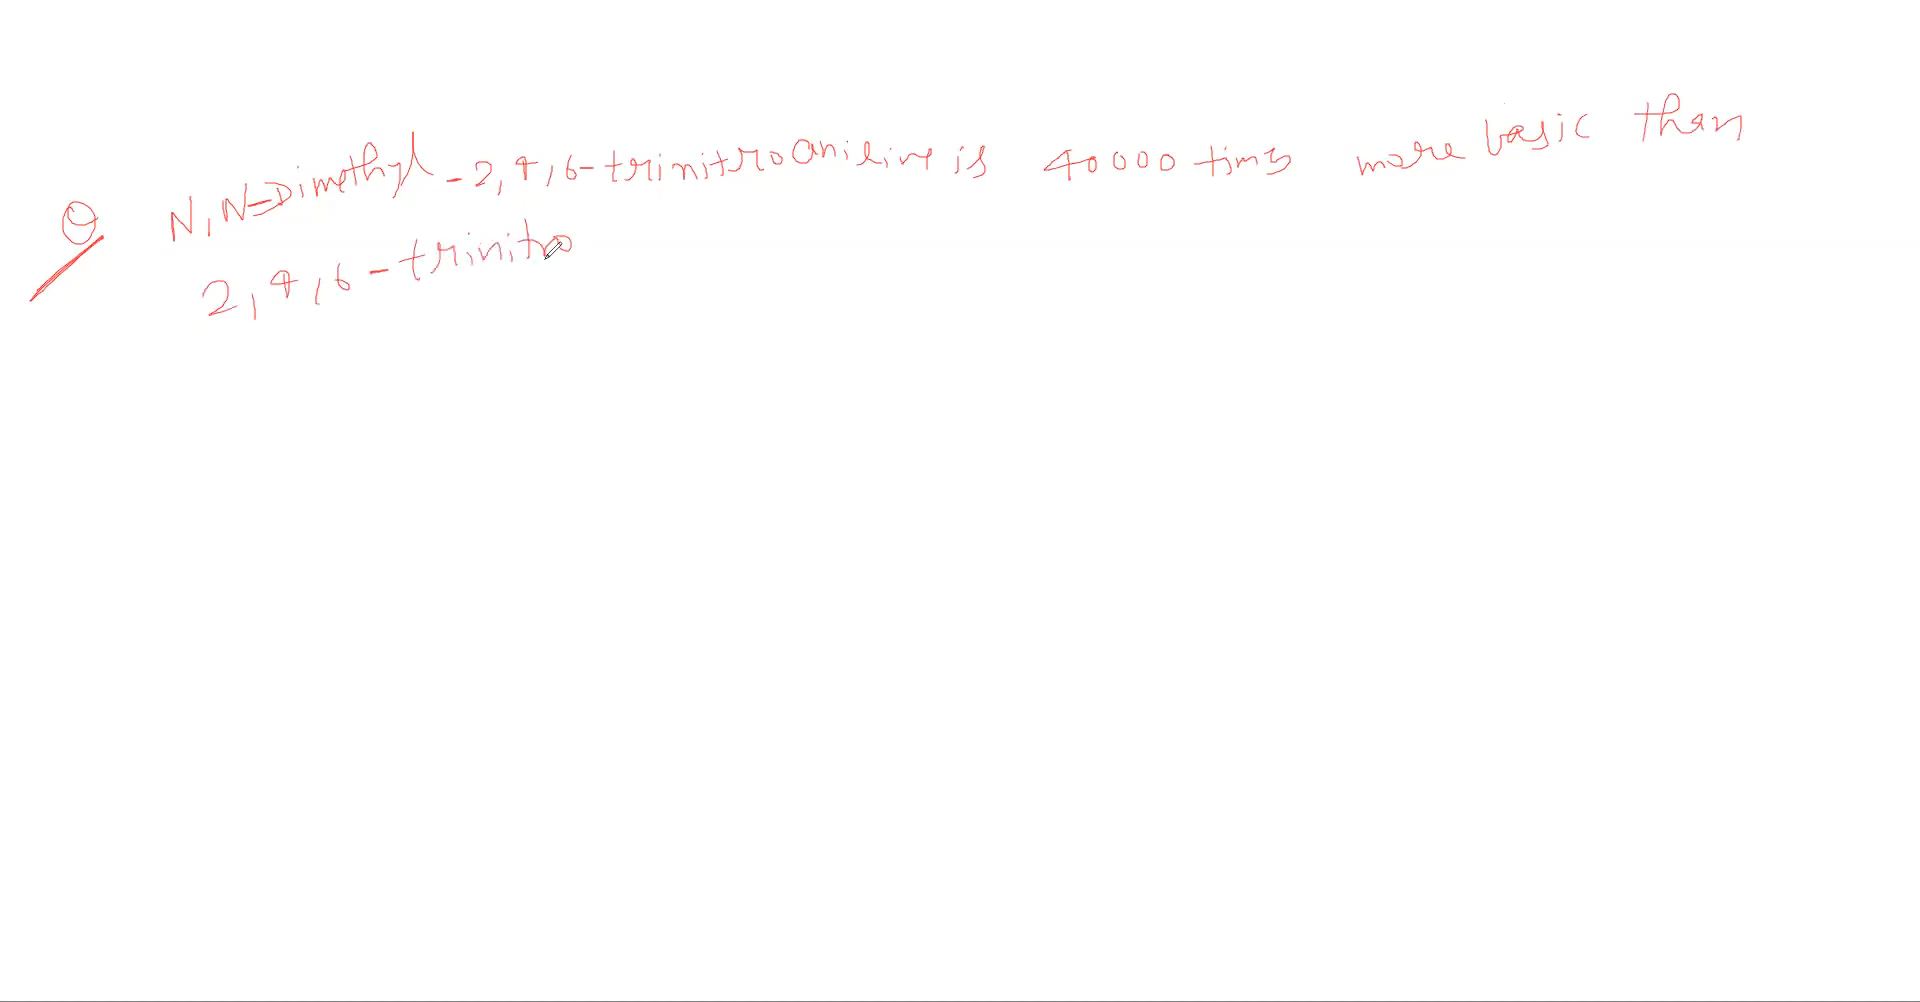 Q N,N-Dimethyl-2,4,6-trinitroaniline is 40000 times more basic than
2,4,6-trinitro